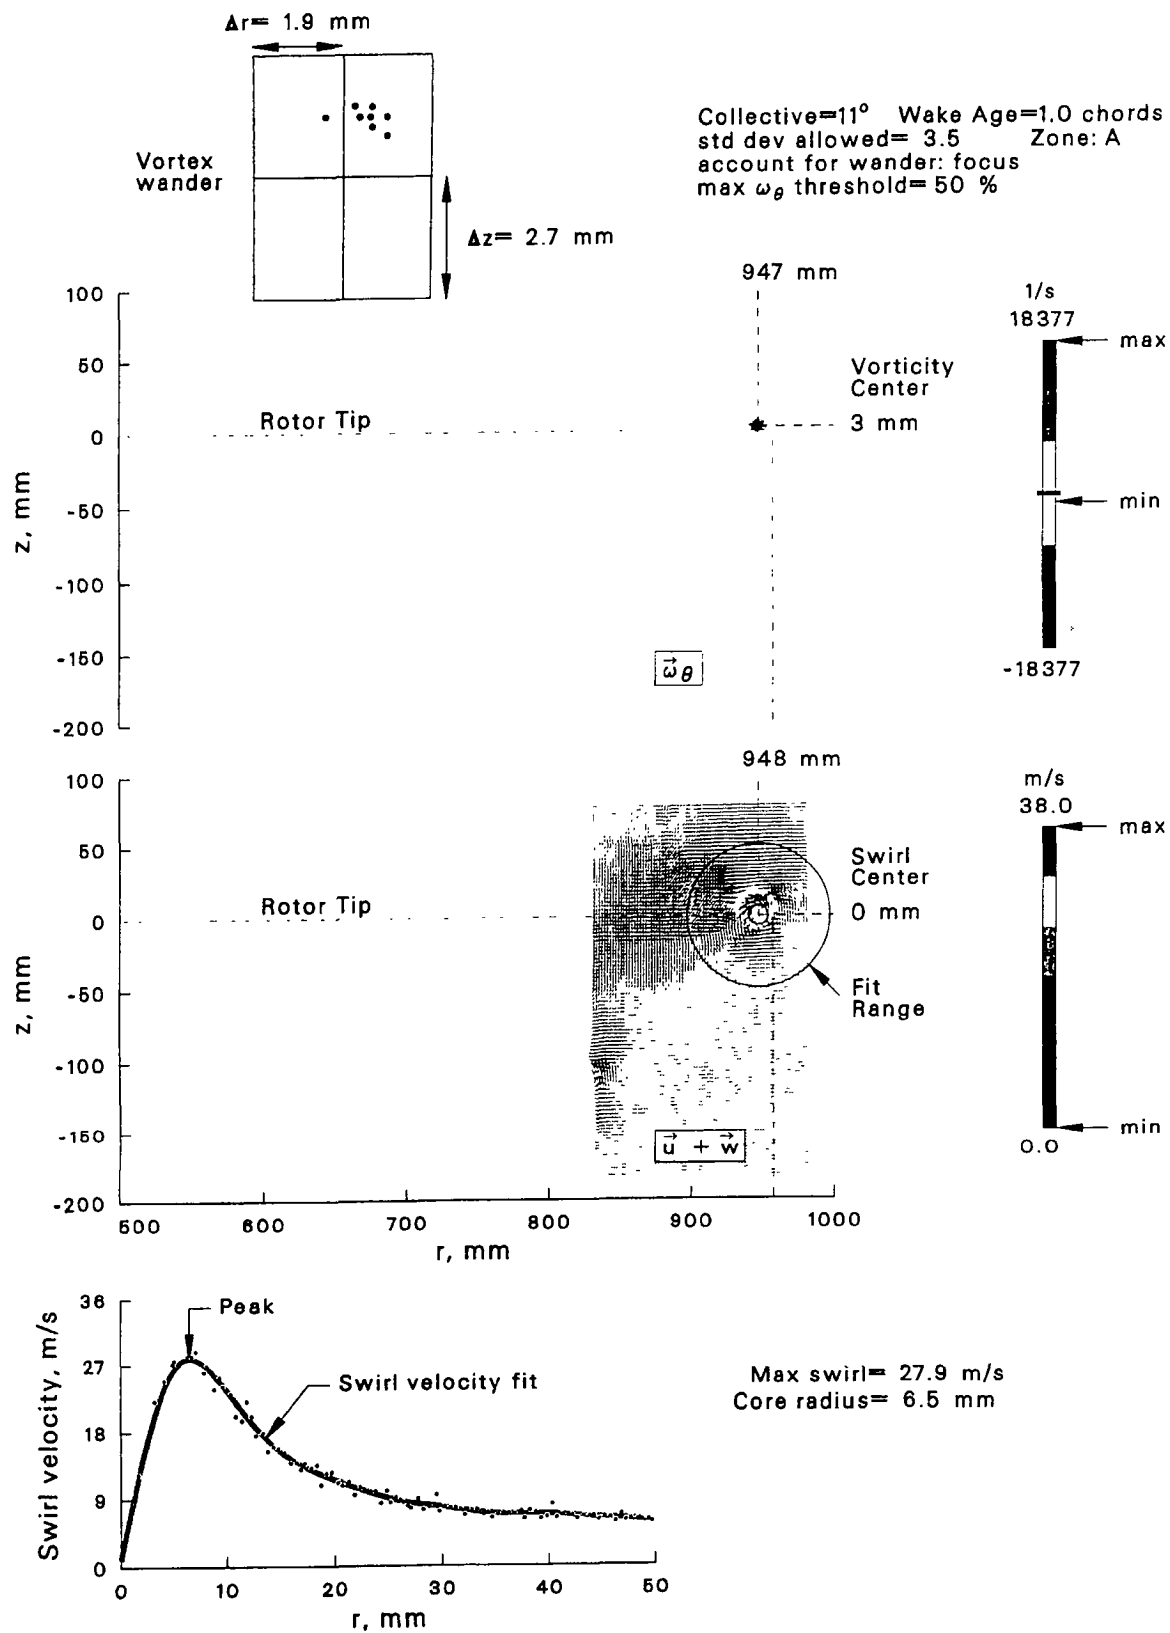 Δr= 1.9 mm
Vortex
wander
Δz= 2.7 mm
Collective=11° Wake Age=1.0 chords
std dev allowed= 3.5 Zone: A
account for wander: focus
max ωθ threshold= 50 %
947 mm
100
50
0
-50
-100
-150
-200
z, mm
Rotor Tip
Vorticity
Center
3 mm
1/s
18377
max
min
-18377
ω⃗θ
948 mm
100
50
0
-50
-100
-150
-200
z, mm
Rotor Tip
Swirl
Center
0 mm
Fit
Range
m/s
38.0
max
min
0.0
u⃗ + w⃗
500 600 700 800 900 1000
r, mm
36
27
18
9
0
Swirl velocity, m/s
Peak
Swirl velocity fit
Max swirl= 27.9 m/s
Core radius= 6.5 mm
0 10 20 30 40 50
r, mm